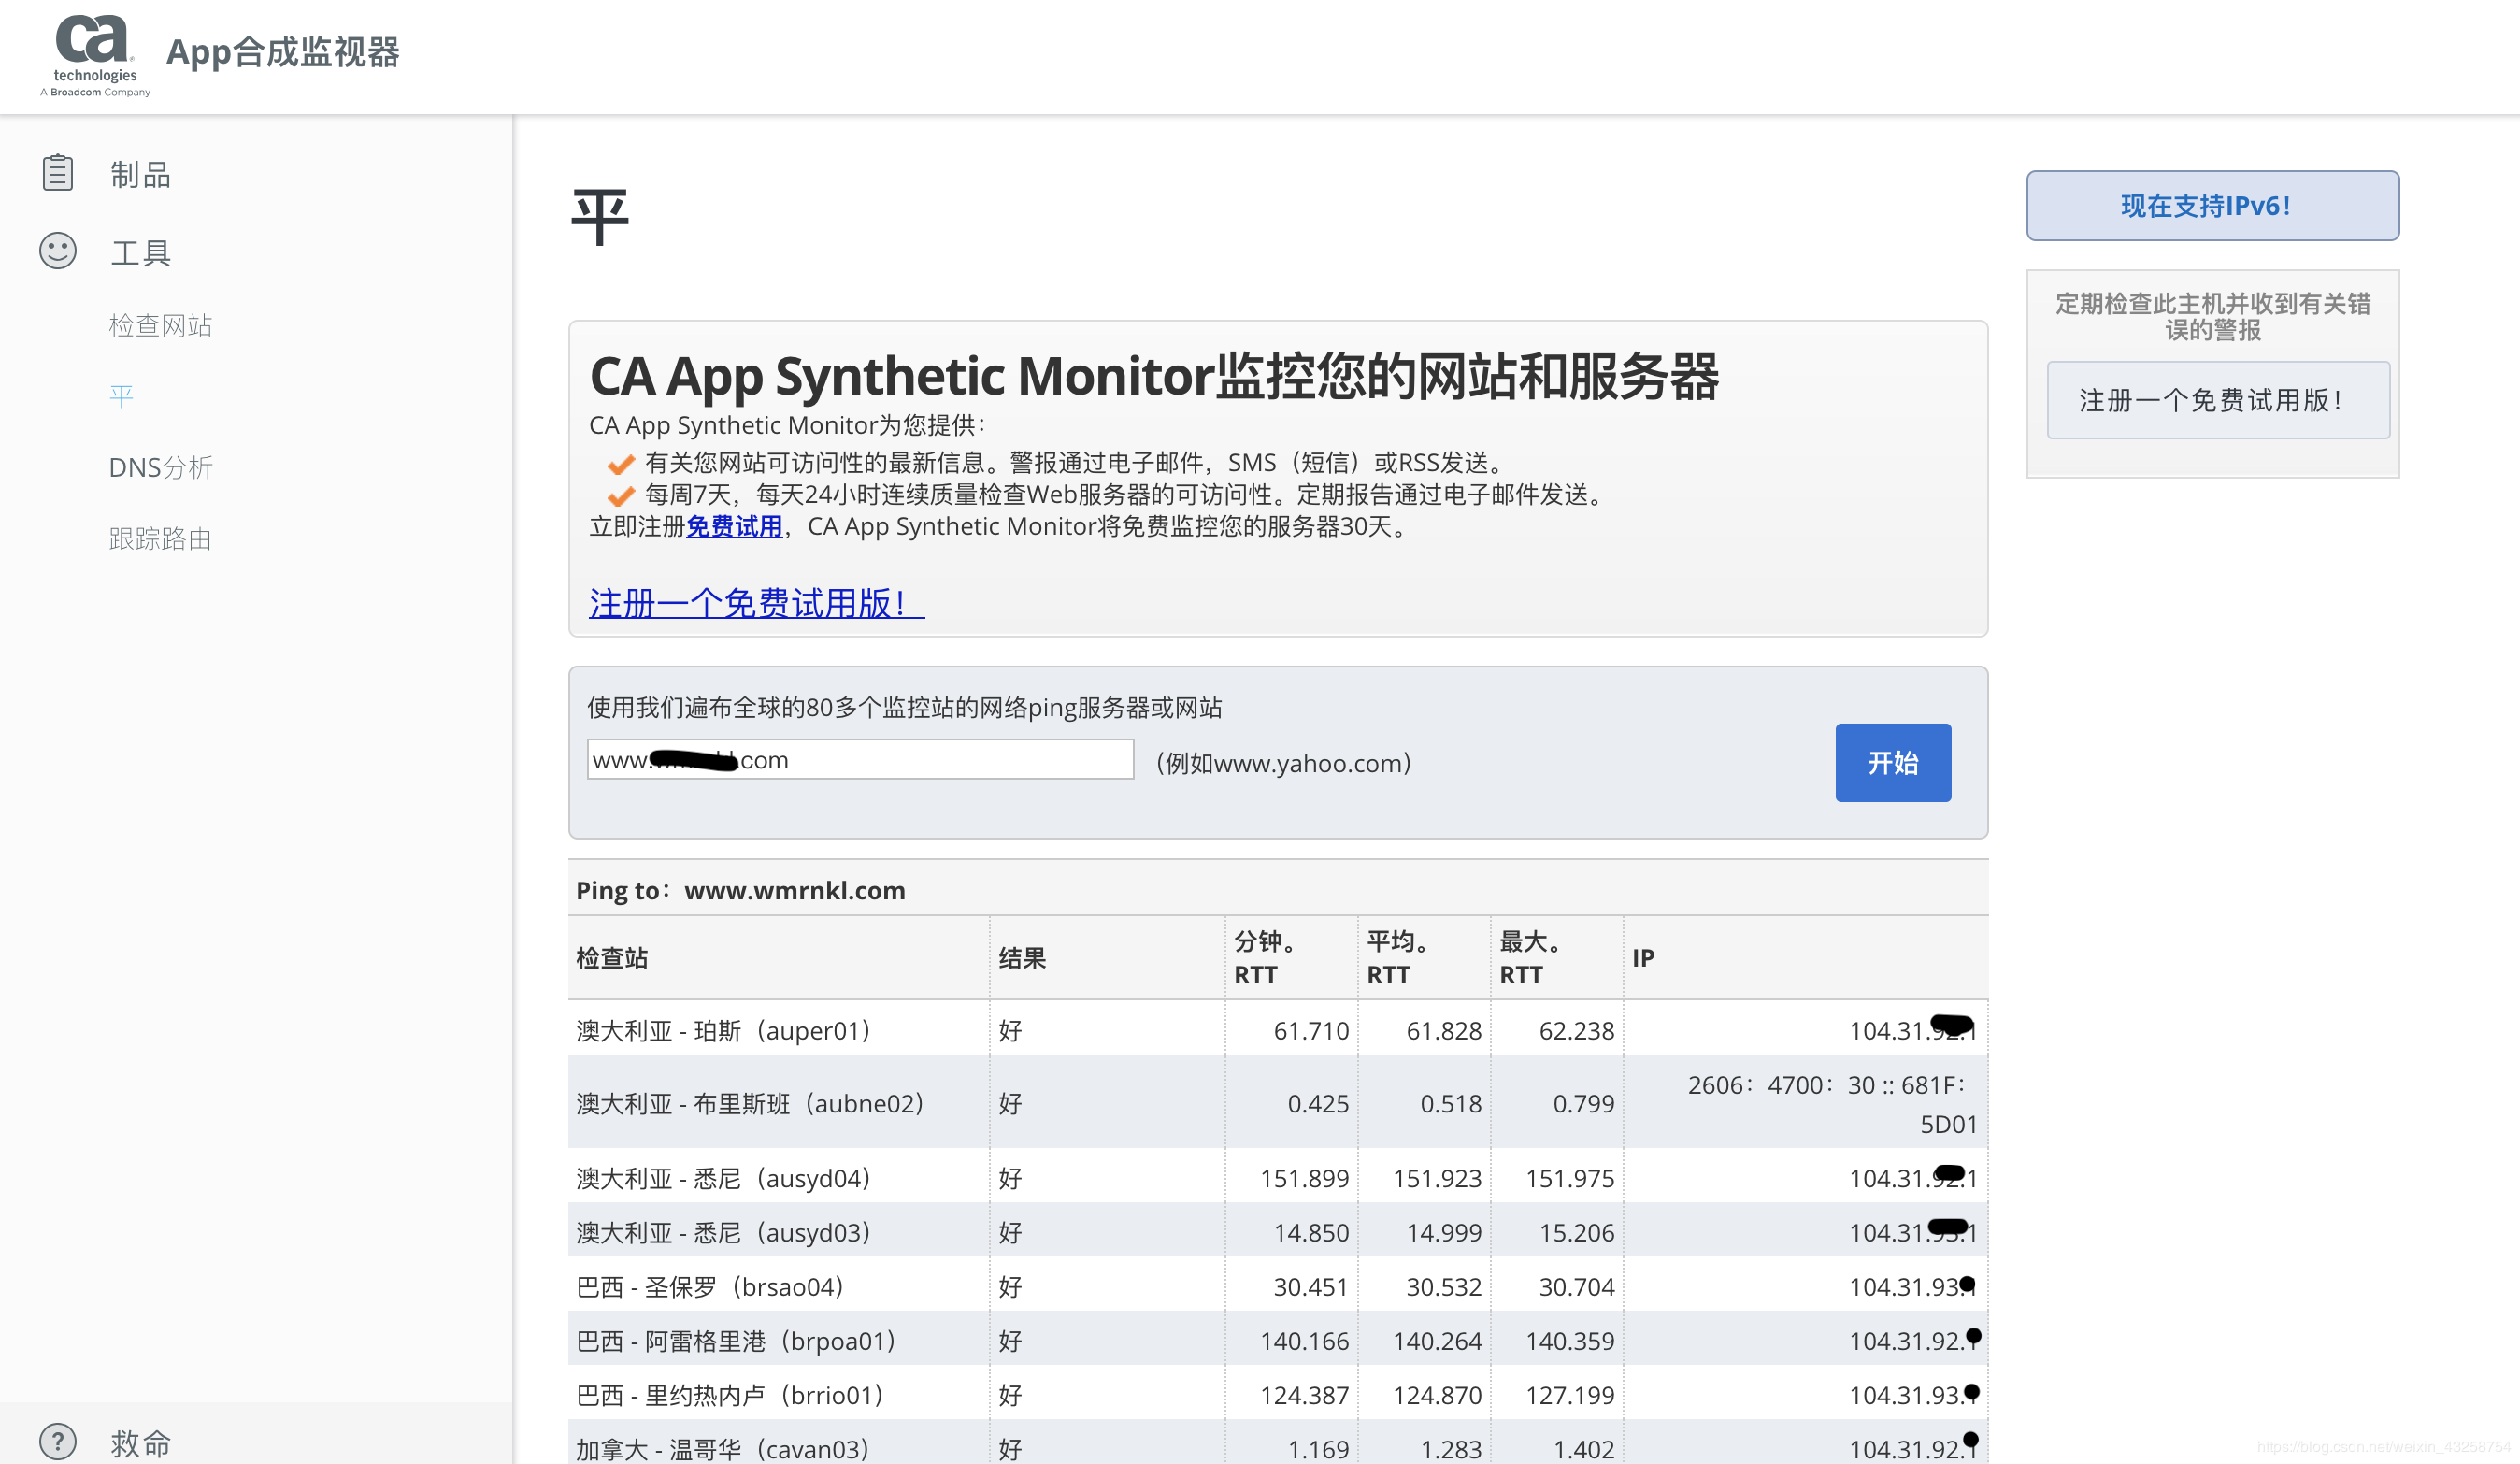 ca
technologies
A Broadcom Company
App合成监视器
制品
工具
检查网站
平
DNS分析
跟踪路由
救命
平
CA App Synthetic Monitor监控您的网站和服务器
CA App Synthetic Monitor为您提供：
有关您网站可访问性的最新信息。警报通过电子邮件，SMS（短信）或RSS发送。
每周7天，每天24小时连续质量检查Web服务器的可访问性。定期报告通过电子邮件发送。
立即注册免费试用，CA App Synthetic Monitor将免费监控您的服务器30天。
注册一个免费试用版！
使用我们遍布全球的80多个监控站的网络ping服务器或网站
www. .com （例如www.yahoo.com）
开始
Ping to：www.wmrnkl.com
检查站 结果 分钟。RTT 平均。RTT 最大。RTT IP
澳大利亚 - 珀斯（auper01） 好 61.710 61.828 62.238 104.31.
澳大利亚 - 布里斯班（aubne02） 好 0.425 0.518 0.799 2606：4700：30 :: 681F：5D01
澳大利亚 - 悉尼（ausyd04） 好 151.899 151.923 151.975 104.31.
澳大利亚 - 悉尼（ausyd03） 好 14.850 14.999 15.206 104.31.
巴西 - 圣保罗（brsao04） 好 30.451 30.532 30.704 104.31.93.
巴西 - 阿雷格里港（brpoa01） 好 140.166 140.264 140.359 104.31.92.
巴西 - 里约热内卢（brrio01） 好 124.387 124.870 127.199 104.31.93.
加拿大 - 温哥华（cavan03） 好 1.169 1.283 1.402 104.31.92.
现在支持IPv6！
定期检查此主机并收到有关错
误的警报
注册一个免费试用版！
https://blog.csdn.net/weixin_43258754